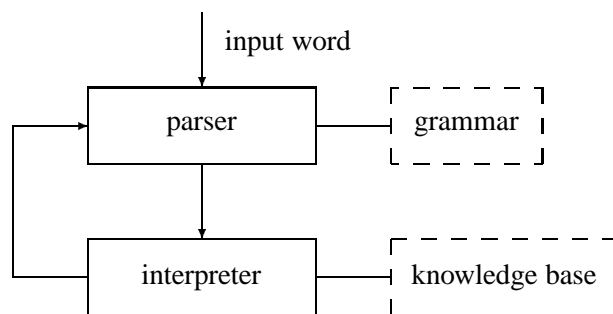 input word
parser
grammar
interpreter
knowledge base